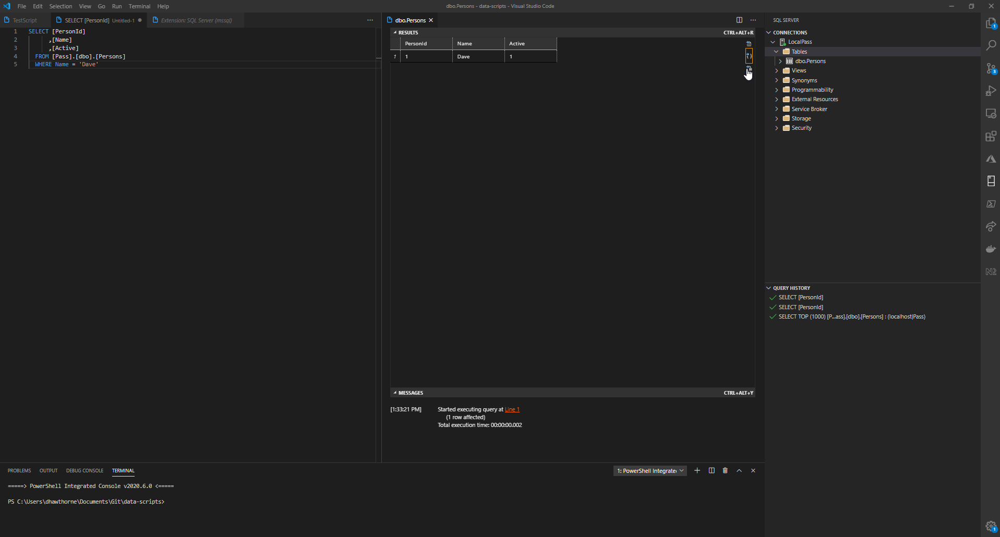 File Edit Selection View Go Run Terminal Help
dbo.Persons - data-scripts - Visual Studio Code
TestScript
SELECT [PersonId] Untitled-1
Extension: SQL Server (mssql)
1 SELECT [PersonId]
2 ,[Name]
3 ,[Active]
4 FROM [Pass].[dbo].[Persons]
5 WHERE Name = 'Dave'
dbo.Persons
RESULTS CTRL+ALT+R
PersonId Name Active
1 1 Dave 1
MESSAGES CTRL+ALT+Y
[1:33:21 PM] Started executing query at Line 1
(1 row affected)
Total execution time: 00:00:00.002
PROBLEMS OUTPUT DEBUG CONSOLE TERMINAL
1: PowerShell Integrate
=====> PowerShell Integrated Console v2020.6.0 <=====
PS C:\Users\dhawthorne\Documents\Git\data-scripts>
SQL SERVER
CONNECTIONS
LocalPass
Tables
dbo.Persons
Views
Synonyms
Programmability
External Resources
Service Broker
Storage
Security
QUERY HISTORY
SELECT [PersonId]
SELECT [PersonId]
SELECT TOP (1000) [P...ass].[dbo].[Persons] : (localhost|Pass)
1
3
N2
1